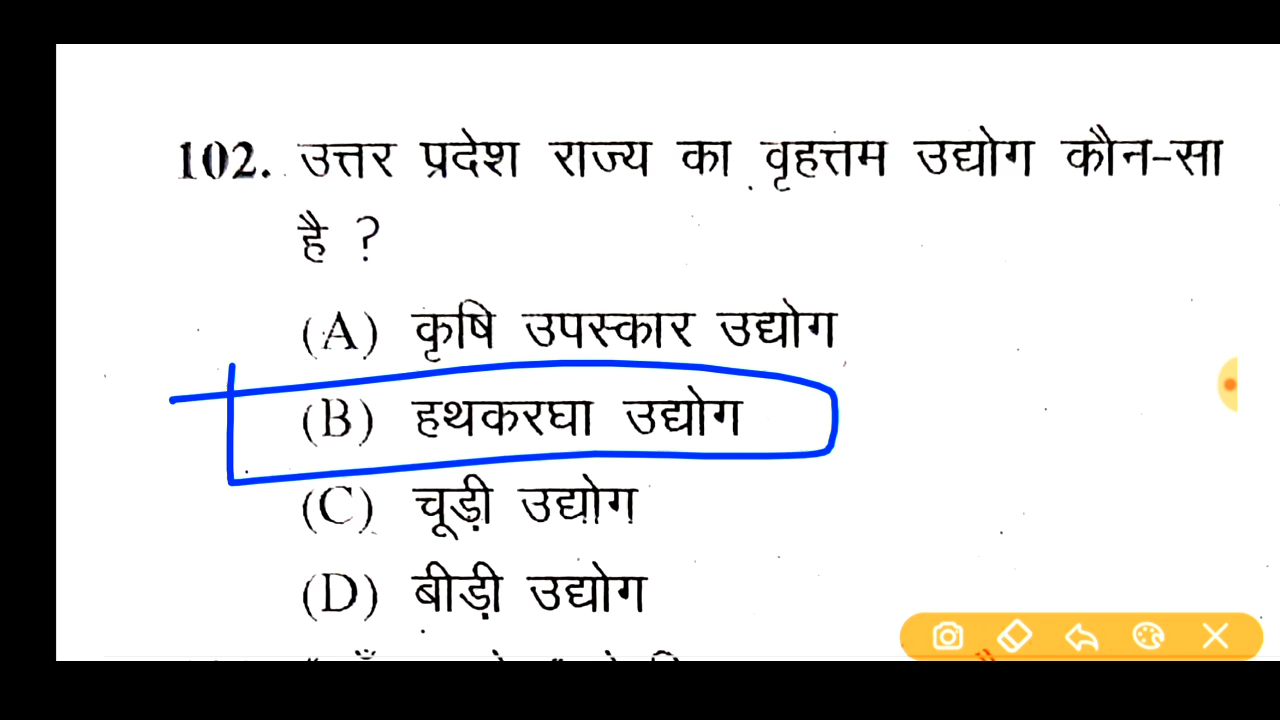 102. उत्तर प्रदेश राज्य का वृहत्तम उद्योग कौन-सा
है ?
(A) कृषि उपस्कार उद्योग
(B) हथकरघा उद्योग
(C) चूड़ी उद्योग
(D) बीड़ी उद्योग